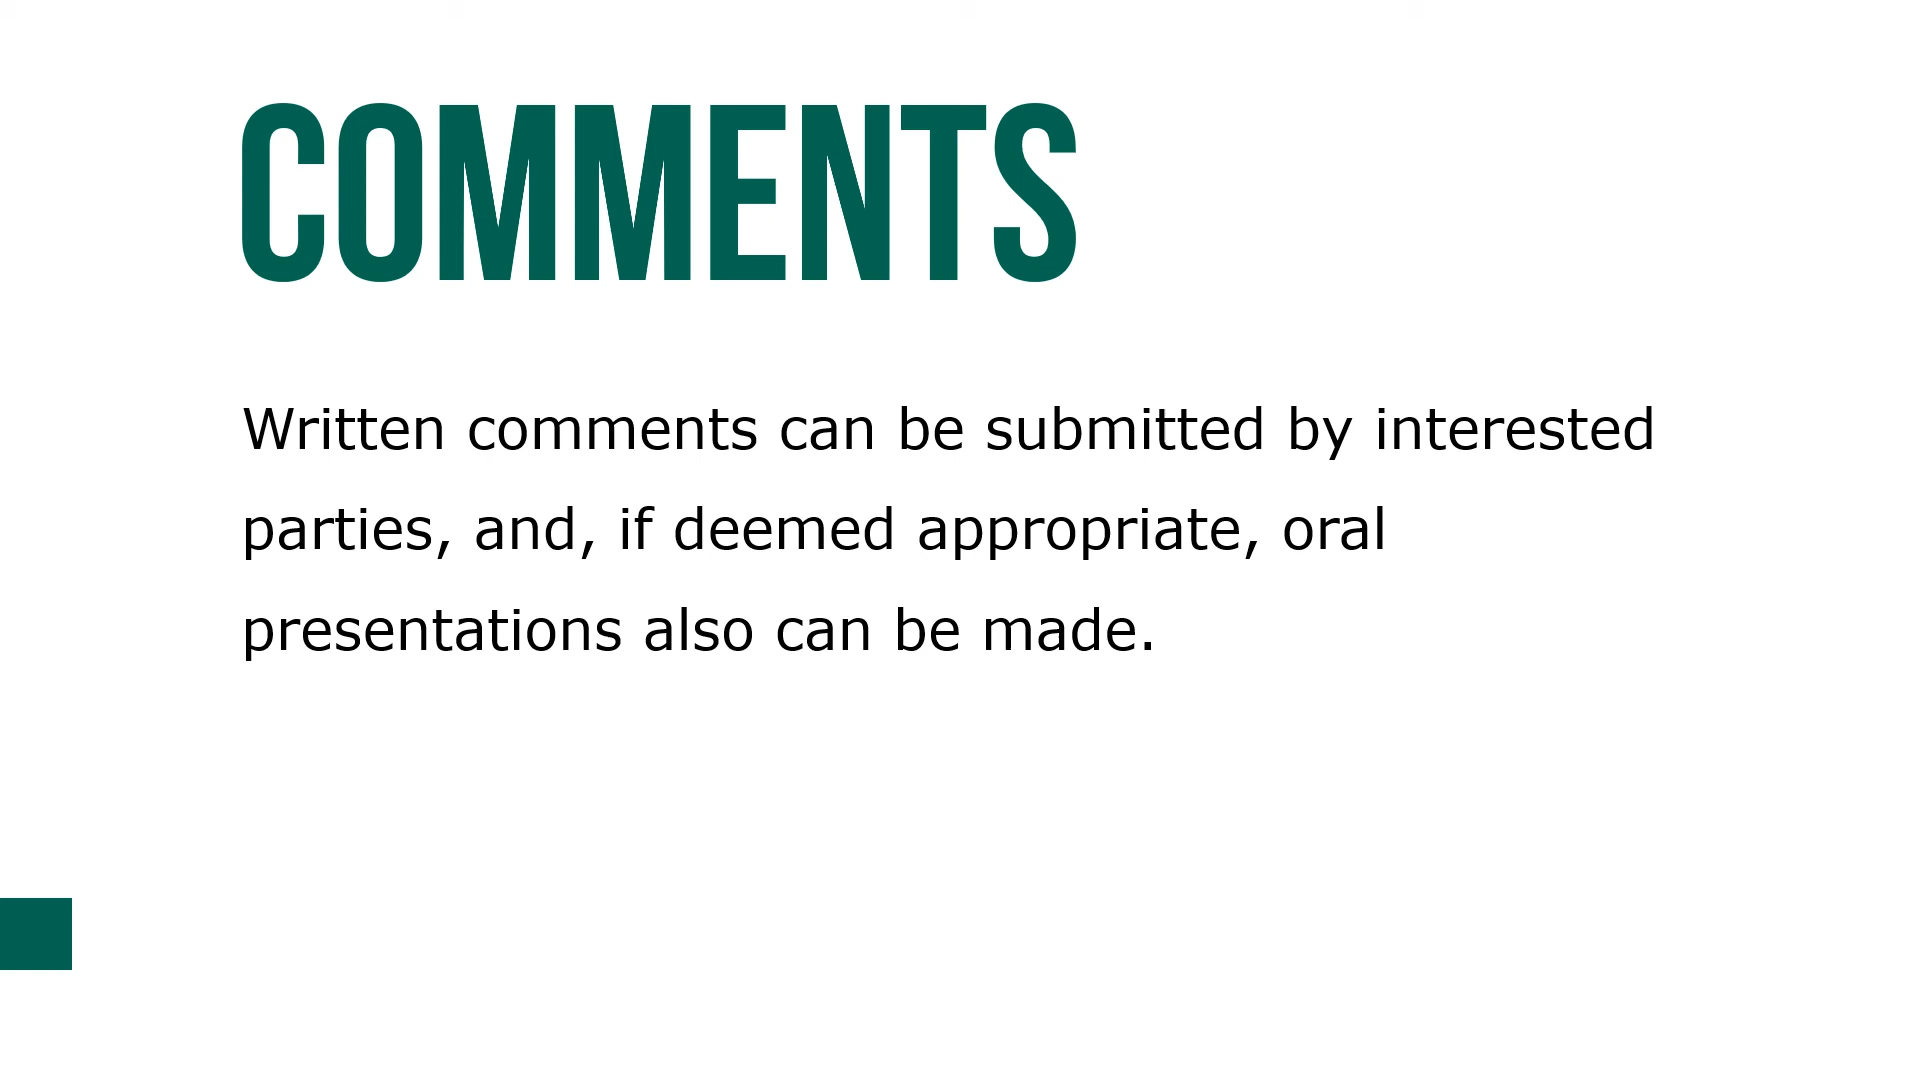 COMMENTS
Written comments can be submitted by interested
parties, and, if deemed appropriate, oral
presentations also can be made.